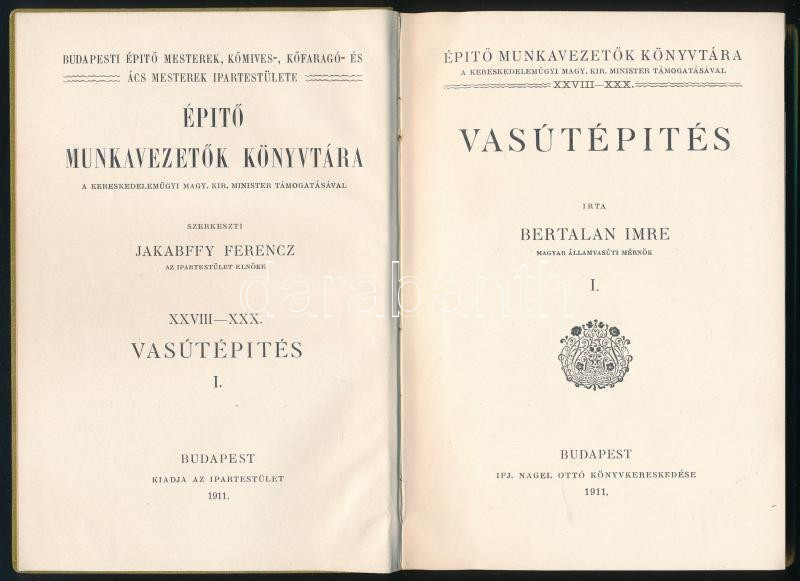 BUDAPESTI ÉPITŐ MESTEREK, KŐMIVES-, KŐFARAGÓ- ÉS
ÁCS MESTEREK IPARTESTÜLETE
ÉPITŐ
MUNKAVEZETŐK KÖNYVTÁRA
A KERESKEDELEMÜGYI MAGY. KIR. MINISTER TÁMOGATÁSÁVAL
SZERKESZTI
JAKABFFY FERENCZ
AZ IPARTESTÜLET ELNÖKE
XXVIII—XXX.
VASÚTÉPITÉS
I.
BUDAPEST
KIADJA AZ IPARTESTÜLET
1911.
ÉPITŐ MUNKAVEZETŐK KÖNYVTÁRA
A KERESKEDELEMÜGYI MAGY. KIR. MINISTER TÁMOGATÁSÁVAL
XXVIII—XXX.
VASÚTÉPITÉS
IRTA
BERTALAN IMRE
MAGYAR ÁLLAMVASÚTI MÉRNÖK
I.
BUDAPEST
IFJ. NAGEL OTTÓ KÖNYVKERESKEDÉSE
1911.
darabanth